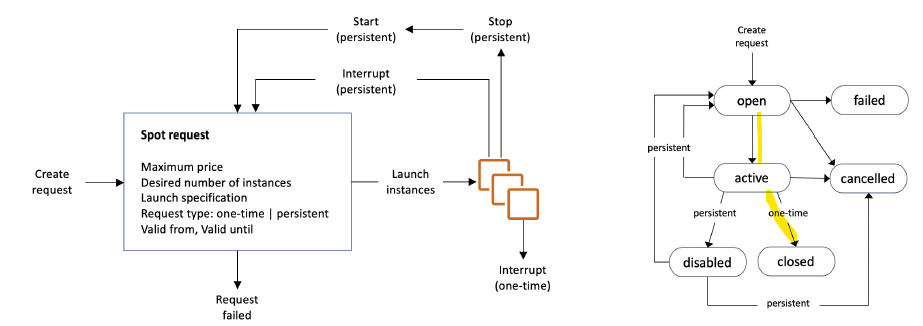 Start
(persistent)
Stop
(persistent)
Interrupt
(persistent)
Spot request
Maximum price
Desired number of instances
Launch specification
Request type: one-time | persistent
Valid from, Valid until
Create
request
Launch
instances
Interrupt
(one-time)
Request
failed
Create
request
open
failed
persistent
active
cancelled
persistent
one-time
disabled
closed
persistent